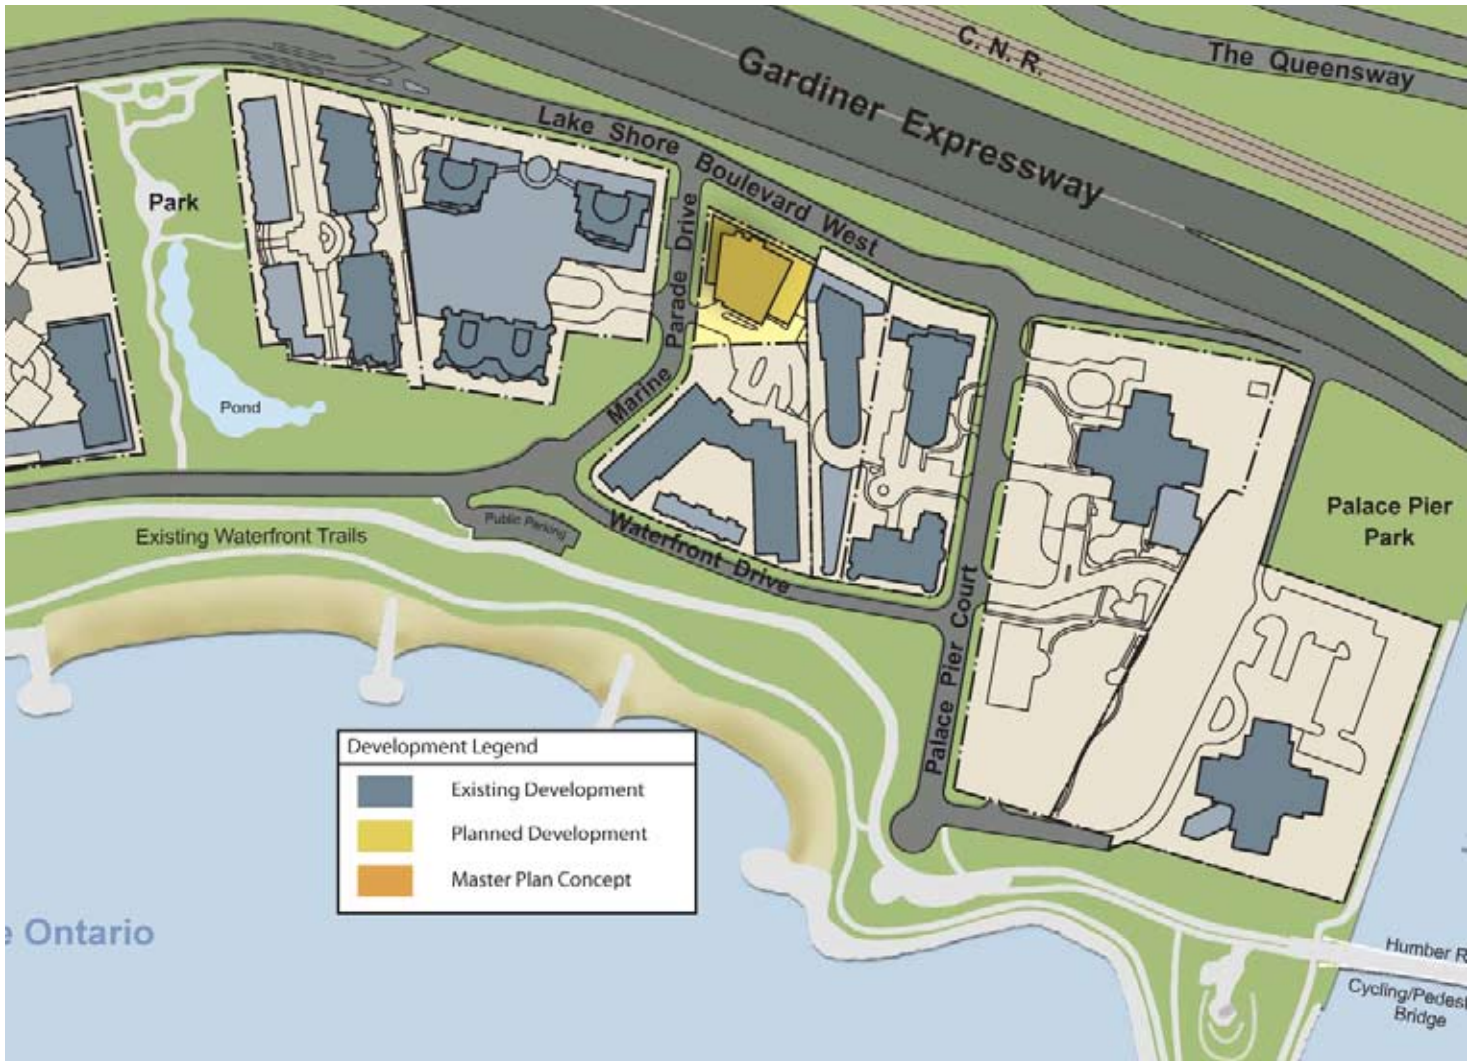 C. N. R.
The Queensway
Gardiner Expressway
Lake Shore Boulevard West
Park
Marine Parade Drive
Pond
Public Parking
Existing Waterfront Trails
Waterfront Drive
Palace Pier Court
Palace Pier
Park
Development Legend
Existing Development
Planned Development
Master Plan Concept
e Ontario
Humber R
Cycling/Pedest
Bridge